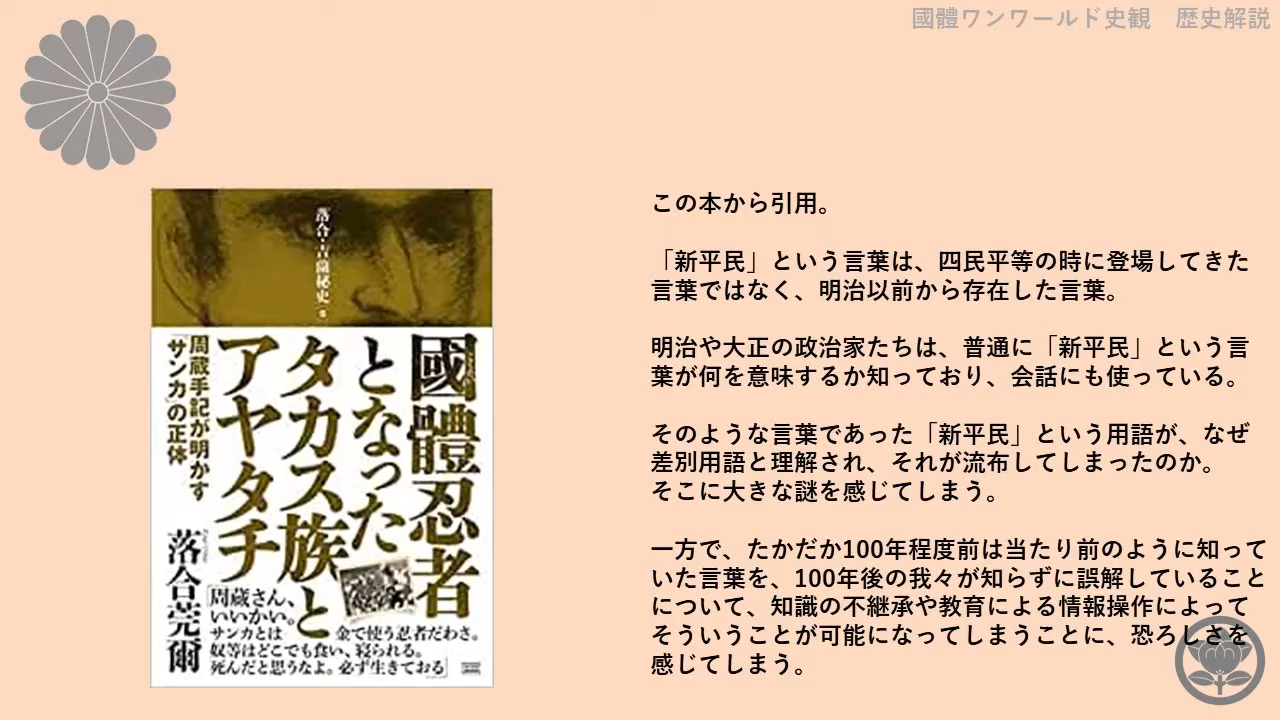 國體ワンワールド史観　歴史解説
落合・吉薗秘史
國體忍者
となった
タカス族と
アヤタチ
周蔵手記が明かす
「サンカ」の正体
落合莞爾
「周蔵さん、
いいかい。
サンカとは　金で使う忍者だわさ。
奴等はどこでも食い、寝られる。
死んだと思うなよ。必ず生きておる」
この本から引用。
「新平民」という言葉は、四民平等の時に登場してきた
言葉ではなく、明治以前から存在した言葉。
明治や大正の政治家たちは、普通に「新平民」という言
葉が何を意味するか知っており、会話にも使っている。
そのような言葉であった「新平民」という用語が、なぜ
差別用語と理解され、それが流布してしまったのか。
そこに大きな謎を感じてしまう。
一方で、たかだか100年程度前は当たり前のように知って
いた言葉を、100年後の我々が知らずに誤解していること
について、知識の不継承や教育による情報操作によって
そういうことが可能になってしまうことに、恐ろしさを
感じてしまう。